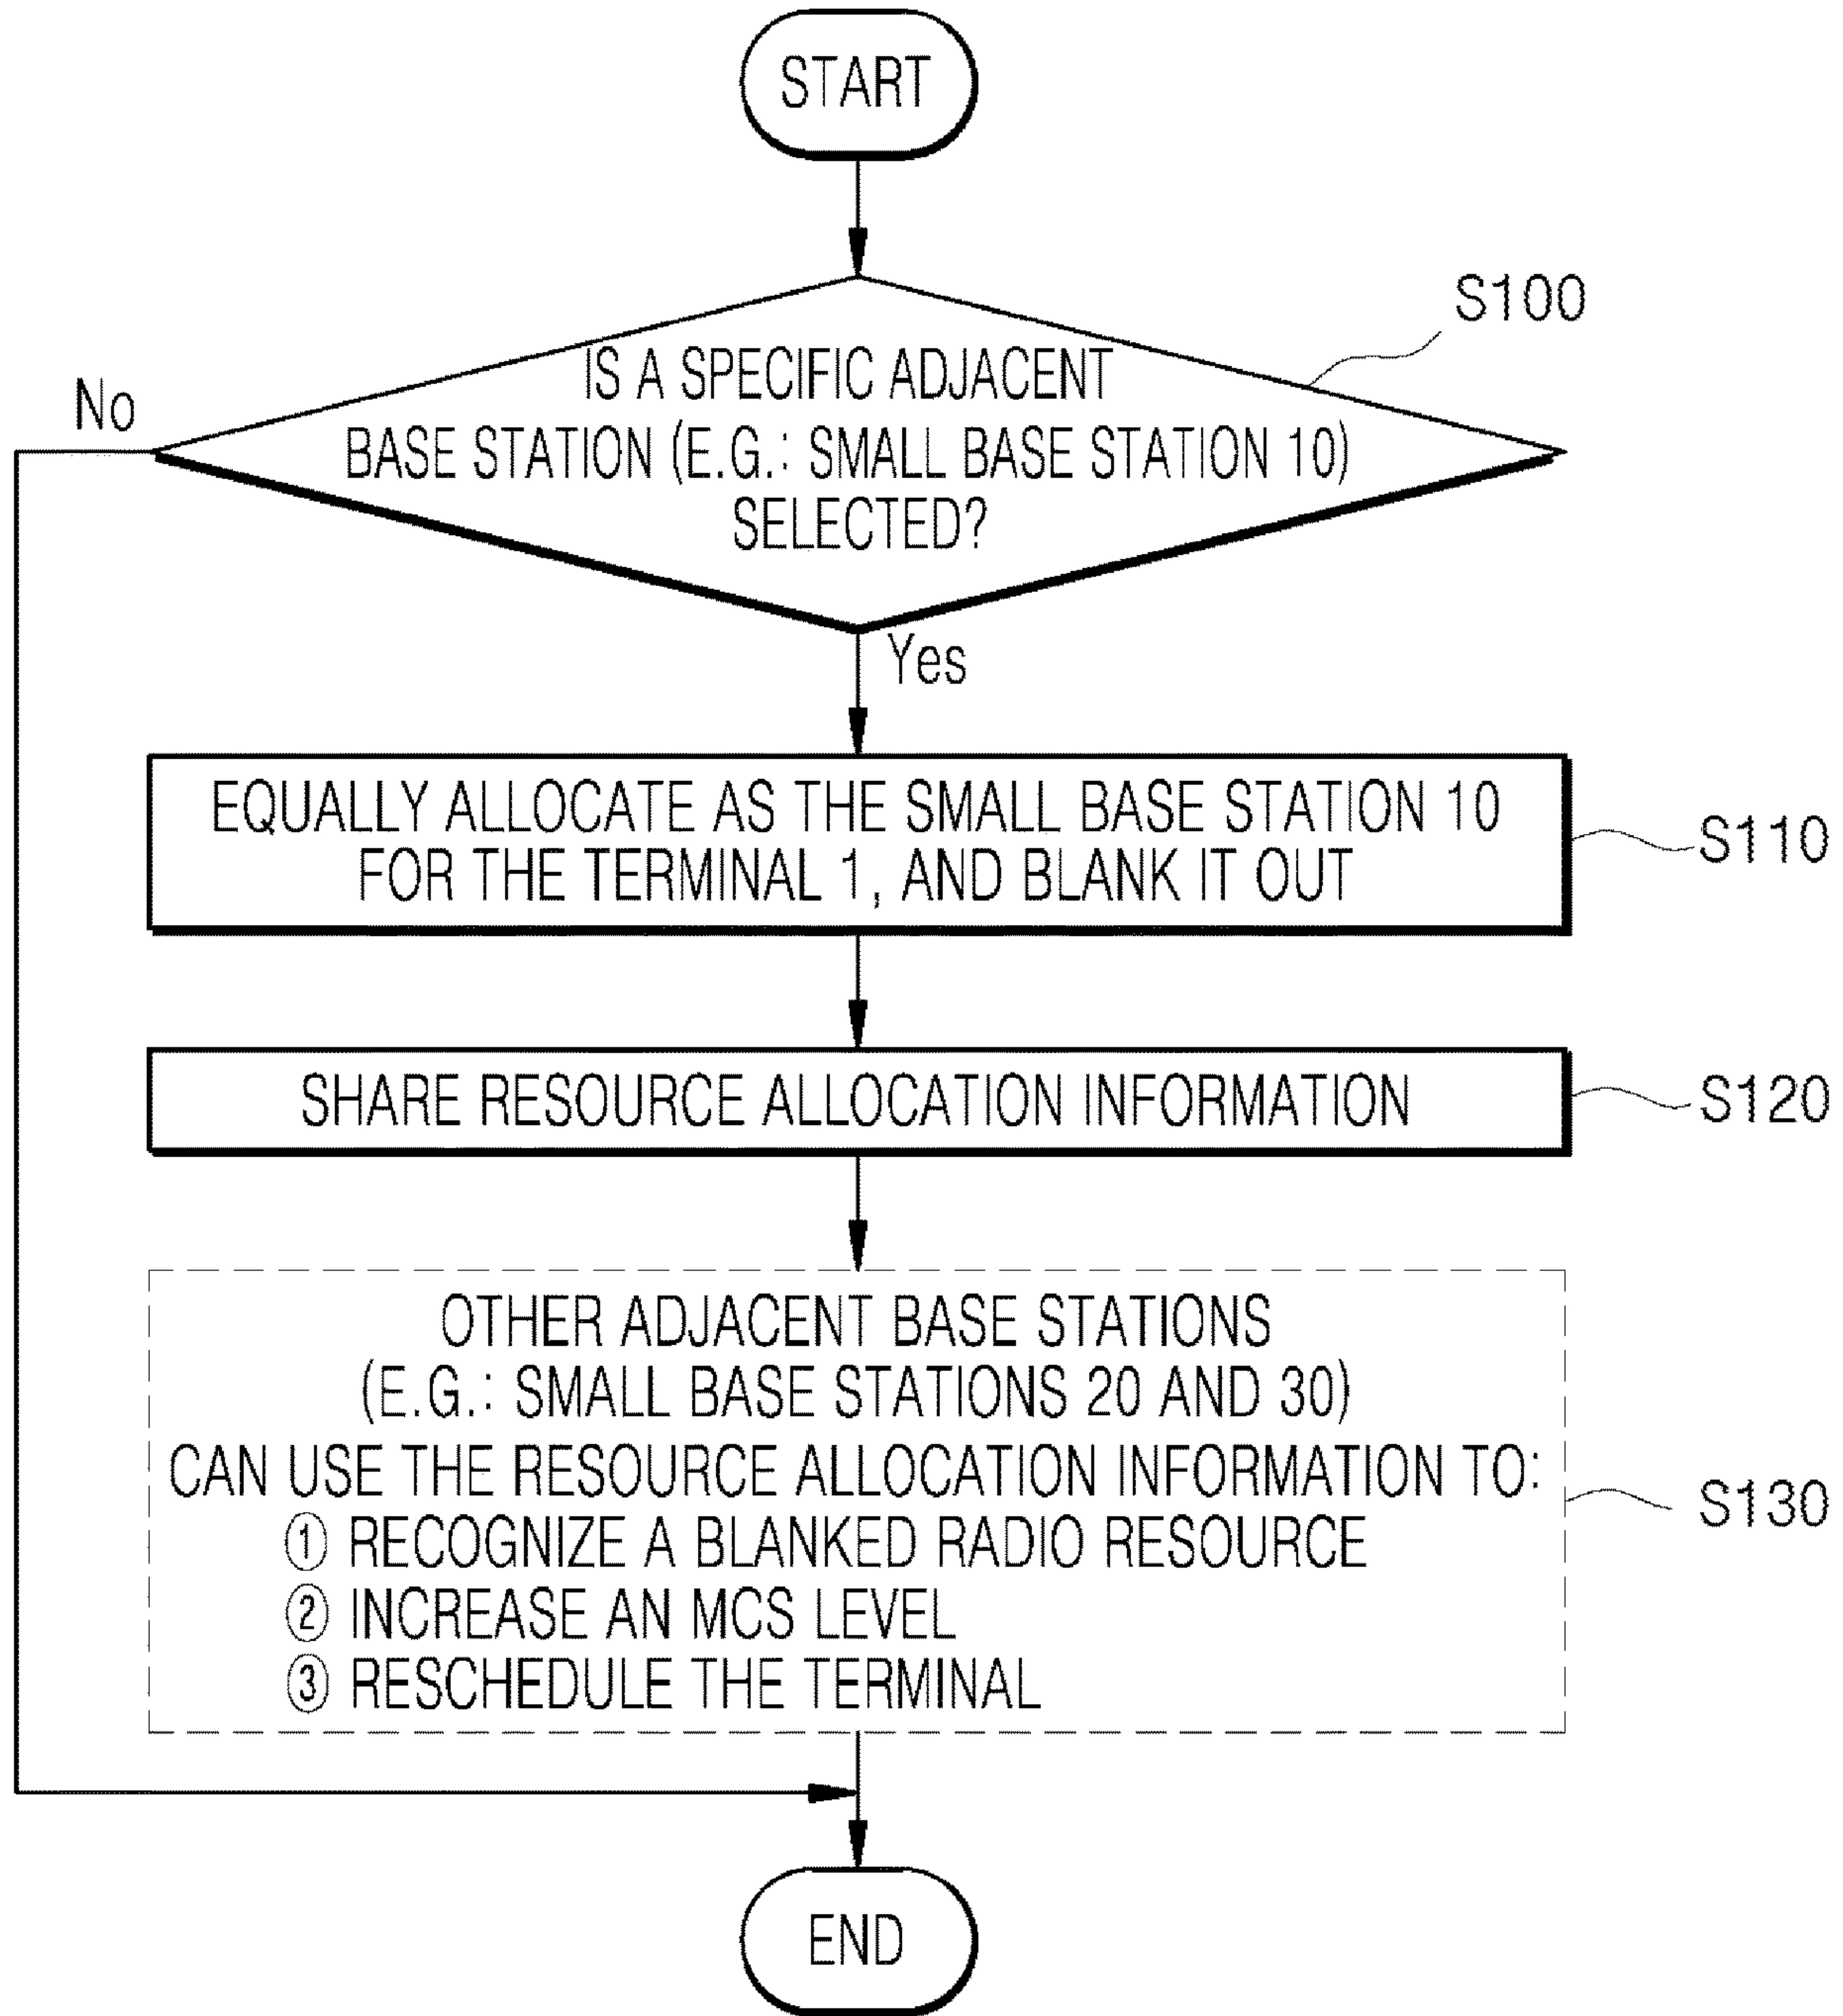 START
S100
IS A SPECIFIC ADJACENT
No
BASE STATION (E.G.: SMALL BASE STATION 10)
SELECTED?
Yes
EQUALLY ALLOCATE AS THE SMALL BASE STATION 10
FOR THE TERMINAL 1, AND BLANK IT OUT
S110
SHARE RESOURCE ALLOCATION INFORMATION
S120
OTHER ADJACENT BASE STATIONS
(E.G.: SMALL BASE STATIONS 20 AND 30)
CAN USE THE RESOURCE ALLOCATION INFORMATION TO:
① RECOGNIZE A BLANKED RADIO RESOURCE
② INCREASE AN MCS LEVEL
③ RESCHEDULE THE TERMINAL
S130
END